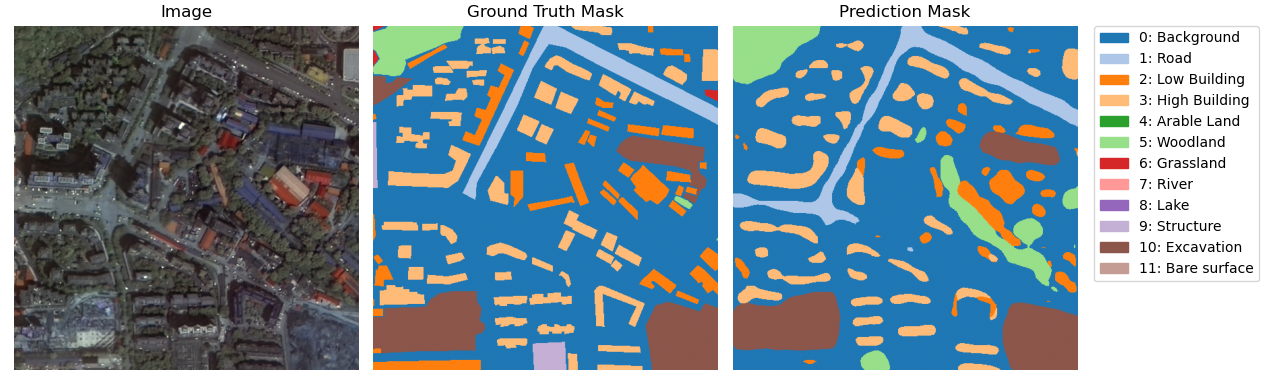 Image
Ground Truth Mask
Prediction Mask
0: Background
1: Road
2: Low Building
3: High Building
4: Arable Land
5: Woodland
6: Grassland
7: River
8: Lake
9: Structure
10: Excavation
11: Bare surface